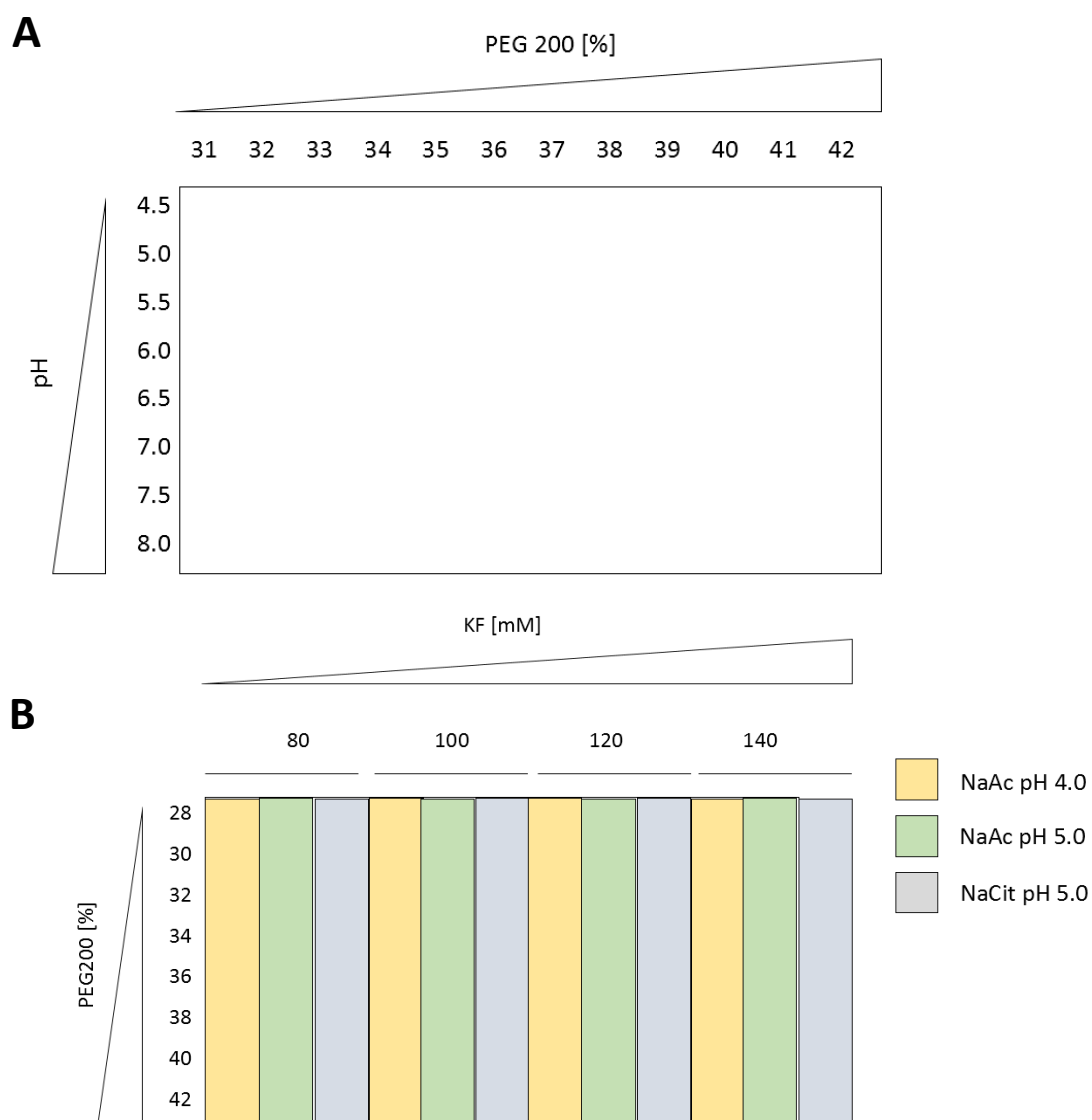 A
PEG 200 [%]
31 32 33 34 35 36 37 38 39 40 41 42
pH
4.5
5.0
5.5
6.0
6.5
7.0
7.5
8.0
KF [mM]
B
80 100 120 140
PEG200 [%]
28
30
32
34
36
38
40
42
NaAc pH 4.0
NaAc pH 5.0
NaCit pH 5.0